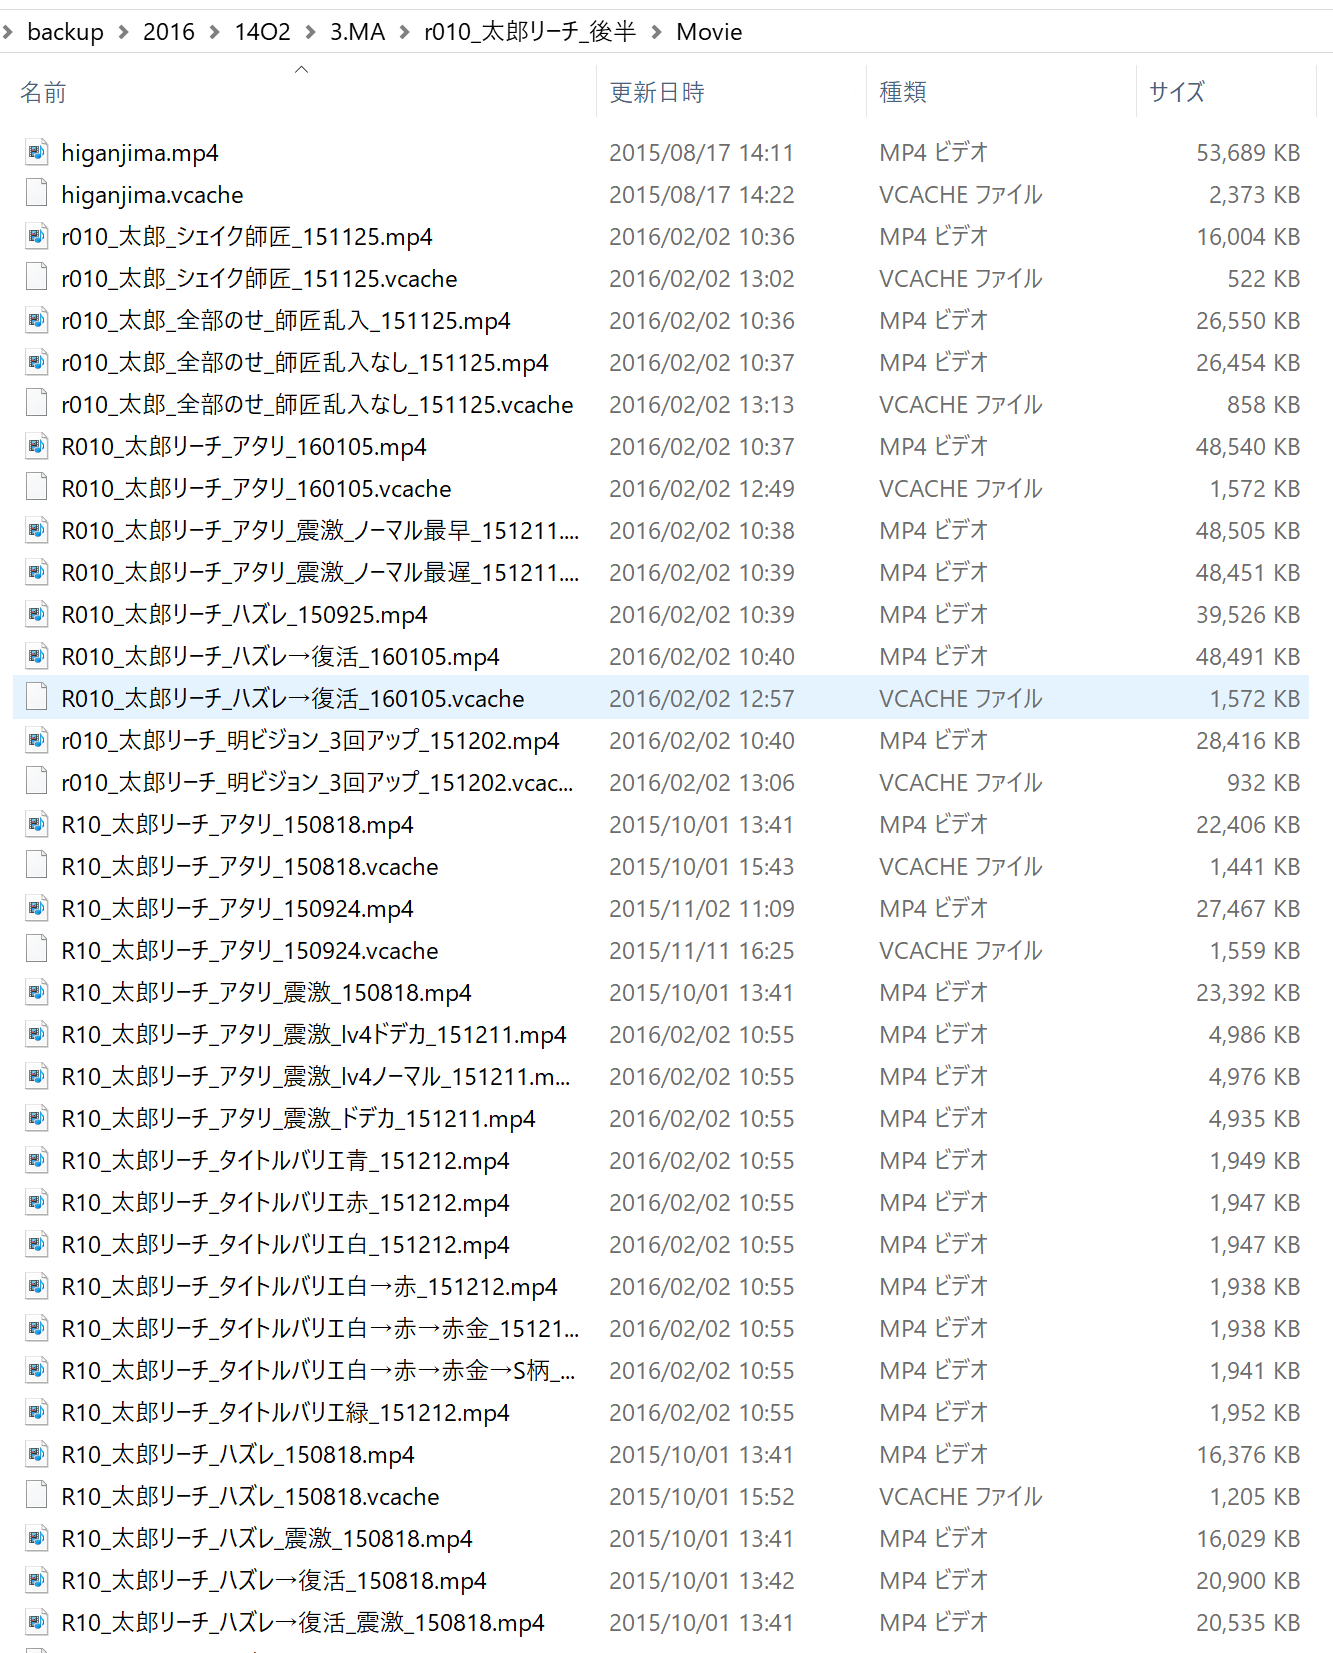 backup > 2016 > 14O2 > 3.MA > r010_太郎リーチ_後半 > Movie
名前 更新日時 種類 サイズ
higanjima.mp4 2015/08/17 14:11 MP4 ビデオ 53,689 KB
higanjima.vcache 2015/08/17 14:22 VCACHE ファイル 2,373 KB
r010_太郎_シェイク師匠_151125.mp4 2016/02/02 10:36 MP4 ビデオ 16,004 KB
r010_太郎_シェイク師匠_151125.vcache 2016/02/02 13:02 VCACHE ファイル 522 KB
r010_太郎_全部のせ_師匠乱入_151125.mp4 2016/02/02 10:36 MP4 ビデオ 26,550 KB
r010_太郎_全部のせ_師匠乱入なし_151125.mp4 2016/02/02 10:37 MP4 ビデオ 26,454 KB
r010_太郎_全部のせ_師匠乱入なし_151125.vcache 2016/02/02 13:13 VCACHE ファイル 858 KB
R010_太郎リーチ_アタリ_160105.mp4 2016/02/02 10:37 MP4 ビデオ 48,540 KB
R010_太郎リーチ_アタリ_160105.vcache 2016/02/02 12:49 VCACHE ファイル 1,572 KB
R010_太郎リーチ_アタリ_震激_ノーマル最早_151211.... 2016/02/02 10:38 MP4 ビデオ 48,505 KB
R010_太郎リーチ_アタリ_震激_ノーマル最遅_151211.... 2016/02/02 10:39 MP4 ビデオ 48,451 KB
R010_太郎リーチ_ハズレ_150925.mp4 2016/02/02 10:39 MP4 ビデオ 39,526 KB
R010_太郎リーチ_ハズレ→復活_160105.mp4 2016/02/02 10:40 MP4 ビデオ 48,491 KB
R010_太郎リーチ_ハズレ→復活_160105.vcache 2016/02/02 12:57 VCACHE ファイル 1,572 KB
r010_太郎リーチ_明ビジョン_3回アップ_151202.mp4 2016/02/02 10:40 MP4 ビデオ 28,416 KB
r010_太郎リーチ_明ビジョン_3回アップ_151202.vcac... 2016/02/02 13:06 VCACHE ファイル 932 KB
R10_太郎リーチ_アタリ_150818.mp4 2015/10/01 13:41 MP4 ビデオ 22,406 KB
R10_太郎リーチ_アタリ_150818.vcache 2015/10/01 15:43 VCACHE ファイル 1,441 KB
R10_太郎リーチ_アタリ_150924.mp4 2015/11/02 11:09 MP4 ビデオ 27,467 KB
R10_太郎リーチ_アタリ_150924.vcache 2015/11/11 16:25 VCACHE ファイル 1,559 KB
R10_太郎リーチ_アタリ_震激_150818.mp4 2015/10/01 13:41 MP4 ビデオ 23,392 KB
R10_太郎リーチ_アタリ_震激_lv4ドデカ_151211.mp4 2016/02/02 10:55 MP4 ビデオ 4,986 KB
R10_太郎リーチ_アタリ_震激_lv4ノーマル_151211.m... 2016/02/02 10:55 MP4 ビデオ 4,976 KB
R10_太郎リーチ_アタリ_震激_ドデカ_151211.mp4 2016/02/02 10:55 MP4 ビデオ 4,935 KB
R10_太郎リーチ_タイトルバリエ青_151212.mp4 2016/02/02 10:55 MP4 ビデオ 1,949 KB
R10_太郎リーチ_タイトルバリエ赤_151212.mp4 2016/02/02 10:55 MP4 ビデオ 1,947 KB
R10_太郎リーチ_タイトルバリエ白_151212.mp4 2016/02/02 10:55 MP4 ビデオ 1,947 KB
R10_太郎リーチ_タイトルバリエ白→赤_151212.mp4 2016/02/02 10:55 MP4 ビデオ 1,938 KB
R10_太郎リーチ_タイトルバリエ白→赤→赤金_15121... 2016/02/02 10:55 MP4 ビデオ 1,938 KB
R10_太郎リーチ_タイトルバリエ白→赤→赤金→S柄_... 2016/02/02 10:55 MP4 ビデオ 1,941 KB
R10_太郎リーチ_タイトルバリエ緑_151212.mp4 2016/02/02 10:55 MP4 ビデオ 1,952 KB
R10_太郎リーチ_ハズレ_150818.mp4 2015/10/01 13:41 MP4 ビデオ 16,376 KB
R10_太郎リーチ_ハズレ_150818.vcache 2015/10/01 15:52 VCACHE ファイル 1,205 KB
R10_太郎リーチ_ハズレ_震激_150818.mp4 2015/10/01 13:41 MP4 ビデオ 16,029 KB
R10_太郎リーチ_ハズレ→復活_150818.mp4 2015/10/01 13:42 MP4 ビデオ 20,900 KB
R10_太郎リーチ_ハズレ→復活_震激_150818.mp4 2015/10/01 13:41 MP4 ビデオ 20,535 KB